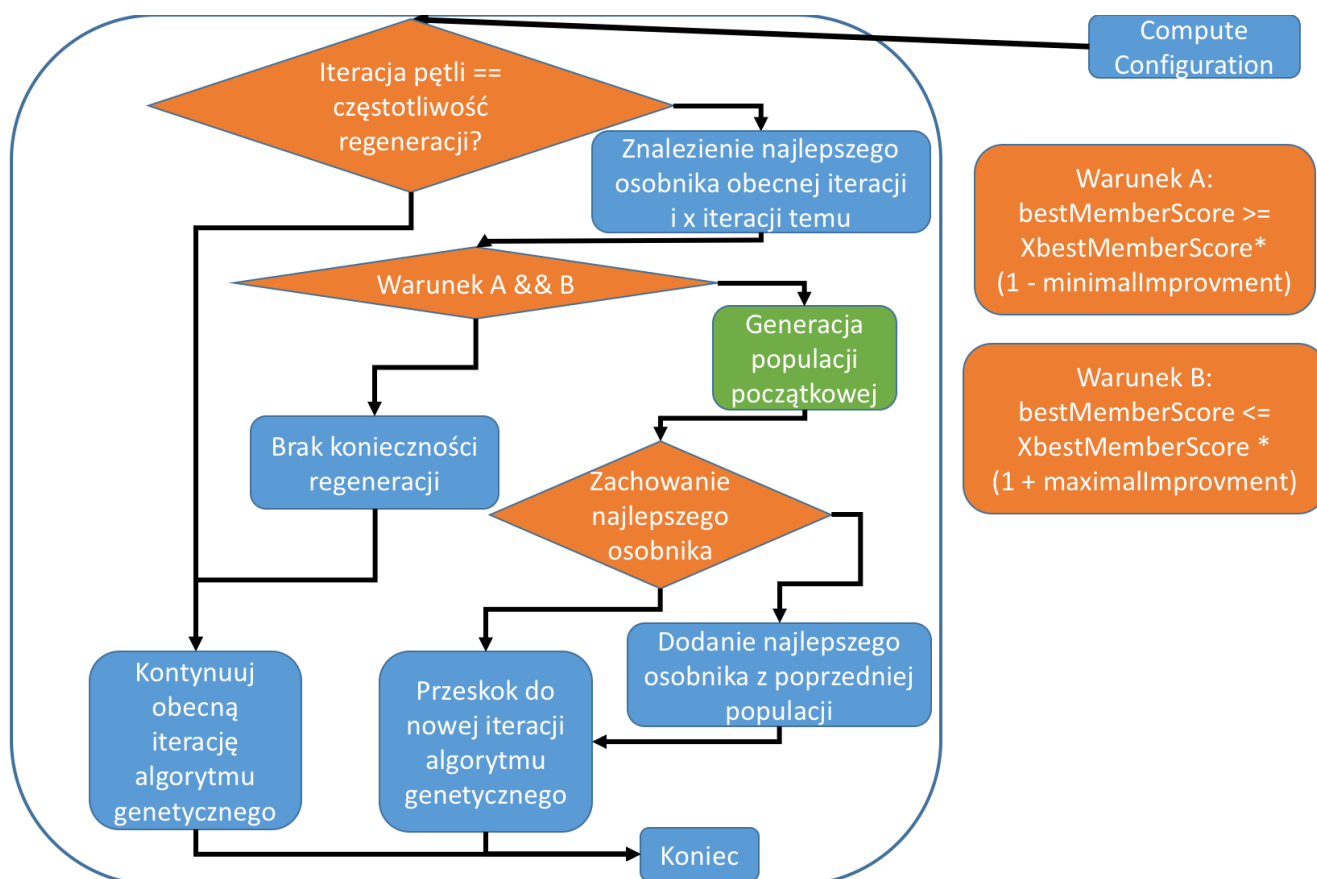 Compute
Configuration
Iteracja pętli ==
częstotliwość
regeneracji?
Znalezienie najlepszego
osobnika obecnej iteracji
i x iteracji temu
Warunek A:
bestMemberScore >=
XbestMemberScore*
(1 - minimalImprovment)
Warunek A && B
Generacja
populacji
początkowej
Warunek B:
bestMemberScore <=
XbestMemberScore *
(1 + maximalImprovment)
Brak konieczności
regeneracji
Zachowanie
najlepszego
osobnika
Dodanie najlepszego
osobnika z poprzedniej
populacji
Kontynuuj
obecną
iterację
algorytmu
genetycznego
Przeskok do
nowej iteracji
algorytmu
genetycznego
Koniec